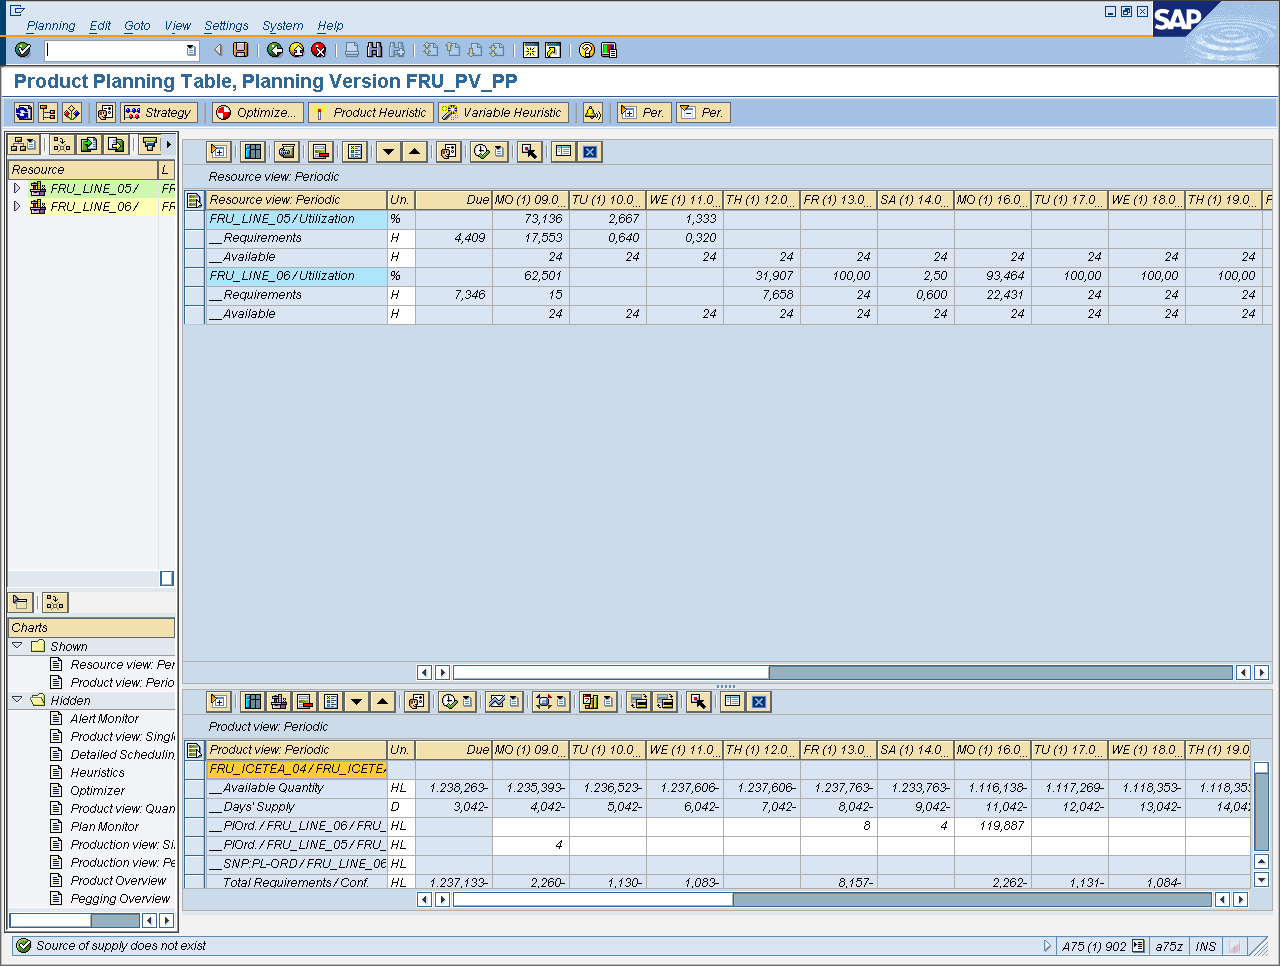 Planning Edit Goto View Settings System Help
SAP
Product Planning Table, Planning Version FRU_PV_PP
Strategy Optimize... Product Heuristic Variable Heuristic Per. Per.
Resource L
FRU_LINE_05 / FR
FRU_LINE_06 / FR
Resource view: Periodic
Resource view: Periodic Un. Due MO (1) 09.0... TU (1) 10.0... WE (1) 11.0... TH (1) 12.0... FR (1) 13.0... SA (1) 14.0... MO (1) 16.0... TU (1) 17.0... WE (1) 18.0... TH (1) 19.0... F
FRU_LINE_05 / Utilization % 73,136 2,667 1,333
__Requirements H 4,409 17,553 0,640 0,320
__Available H 24 24 24 24 24 24 24 24 24 24
FRU_LINE_06 / Utilization % 62,501 31,907 100,00 2,50 93,464 100,00 100,00 100,00
__Requirements H 7,346 15 7,658 24 0,600 22,431 24 24 24
__Available H 24 24 24 24 24 24 24 24 24 24
Charts
Shown
Resource view: Per
Product view: Perio
Hidden
Alert Monitor
Product view: Singl
Detailed Schedulin
Heuristics
Optimizer
Product view: Quan
Plan Monitor
Production view: Si
Production view: Pe
Product Overview
Pegging Overview
Product view: Periodic
Product view: Periodic Un. Due MO (1) 09.0... TU (1) 10.0... WE (1) 11.0... TH (1) 12.0... FR (1) 13.0... SA (1) 14.0... MO (1) 16.0... TU (1) 17.0... WE (1) 18.0... TH (1) 19.0
FRU_ICETEA_04 / FRU_ICETEA
__Available Quantity HL 1.238,263- 1.235,393- 1.236,523- 1.237,606- 1.237,606- 1.237,763- 1.233,763- 1.116,138- 1.117,269- 1.118,353- 1.118,353
__Days' Supply D 3,042- 4,042- 5,042- 6,042- 7,042- 8,042- 9,042- 11,042- 12,042- 13,042- 14,042
__PlOrd. / FRU_LINE_06 / FRU_ HL 8 4 119,887
__PlOrd. / FRU_LINE_05 / FRU_ HL 4
__SNP:PL-ORD / FRU_LINE_06 HL
Total Requirements / Conf. HL 1.237,133- 2,260- 1,130- 1,083- 8,157- 2,262- 1,131- 1,084-
Source of supply does not exist
A75 (1) 902 a75z INS